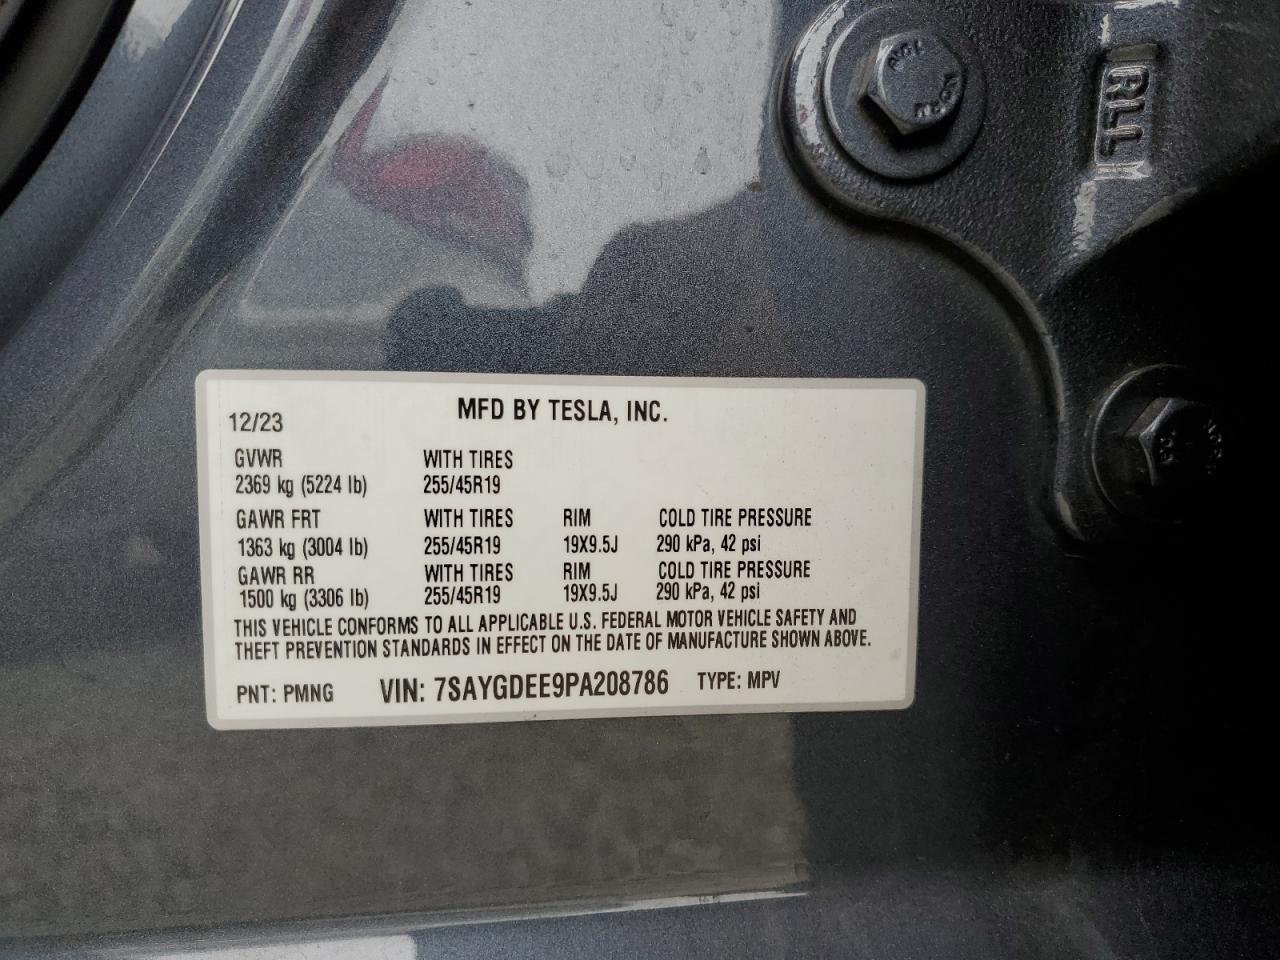 RLL
12/23 MFD BY TESLA, INC.
GVWR WITH TIRES
2369 kg (5224 lb) 255/45R19
GAWR FRT WITH TIRES RIM COLD TIRE PRESSURE
1363 kg (3004 lb) 255/45R19 19X9.5J 290 kPa, 42 psi
GAWR RR WITH TIRES RIM COLD TIRE PRESSURE
1500 kg (3306 lb) 255/45R19 19X9.5J 290 kPa, 42 psi
THIS VEHICLE CONFORMS TO ALL APPLICABLE U.S. FEDERAL MOTOR VEHICLE SAFETY AND
THEFT PREVENTION STANDARDS IN EFFECT ON THE DATE OF MANUFACTURE SHOWN ABOVE.
PNT: PMNG VIN: 7SAYGDEE9PA208786 TYPE: MPV